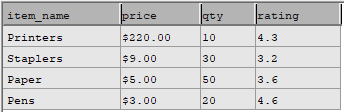 item_name price qty rating
Printers $220.00 10 4.3
Staplers $9.00 30 3.2
Paper $5.00 50 3.6
Pens $3.00 20 4.6